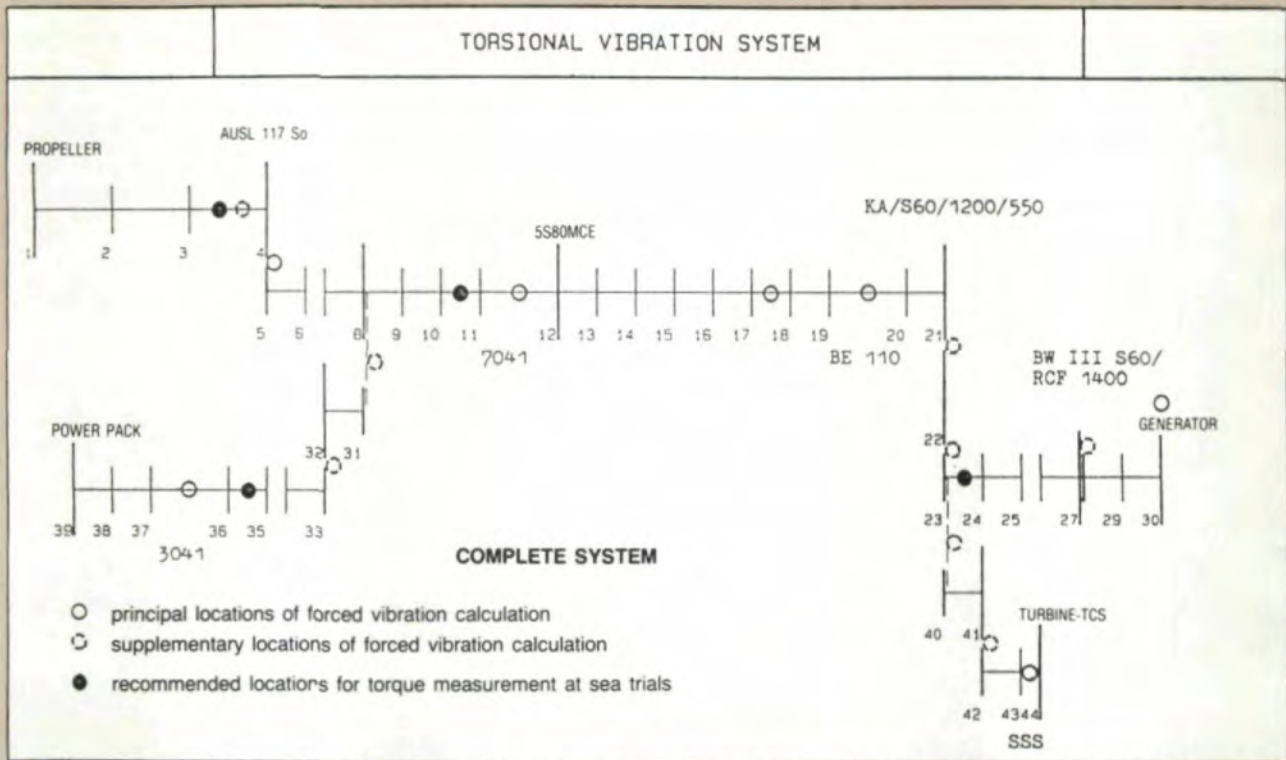 TORSIONAL VIBRATION SYSTEM
AUSL 117 So
PROPELLER
KA/S60/1200/550
5S80MCE
1 2 3 4
5 6 8 9 10 11 12 13 14 15 16 17 18 19 20 21
7041
BE 110
BW III S60/
RCF 1400
GENERATOR
POWER PACK
32 31
22
39 38 37 36 35 33
23 24 25 27 29 30
3041
COMPLETE SYSTEM
principal locations of forced vibration calculation
supplementary locations of forced vibration calculation
recommended locations for torque measurement at sea trials
TURBINE-TCS
40 41
42 43 44
SSS